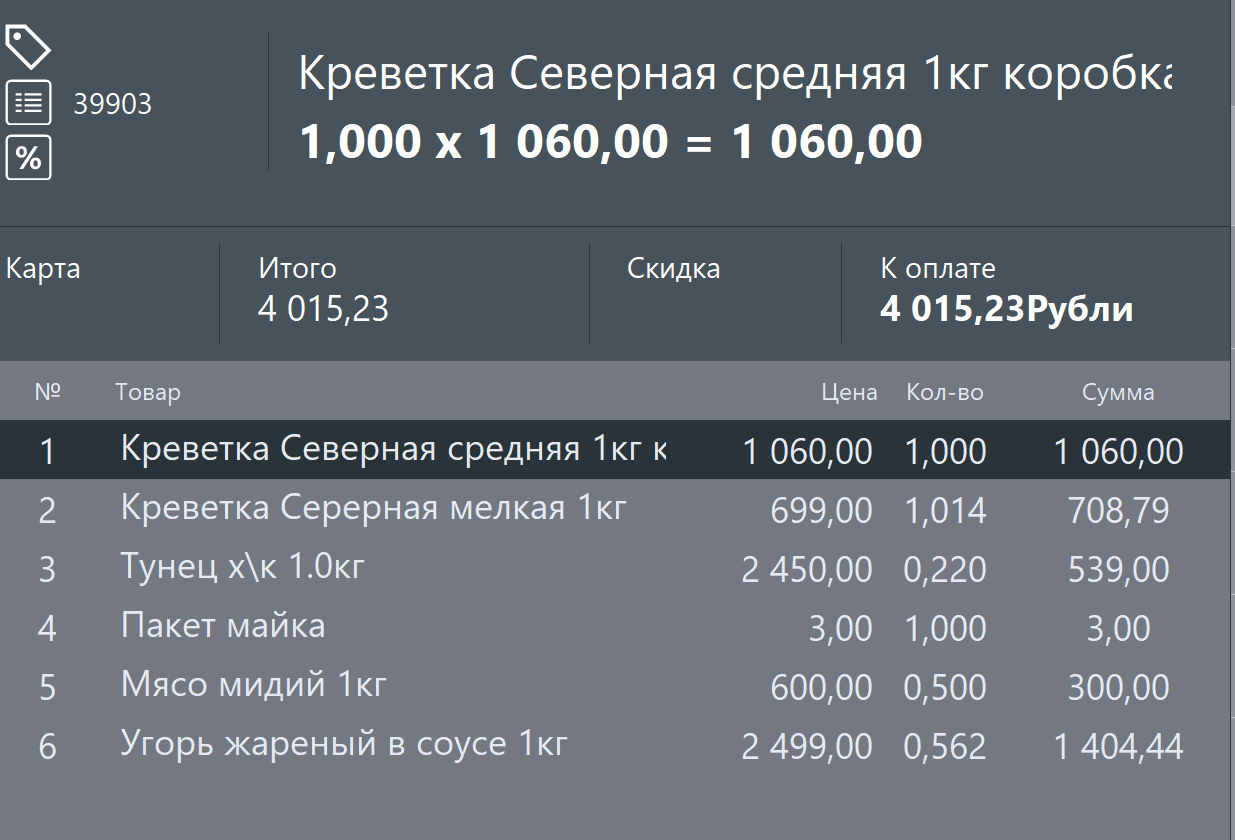 Креветка Северная средняя 1кг коробка
39903
1,000 x 1 060,00 = 1 060,00
%
Карта Итого Скидка К оплате
4 015,23 4 015,23Рубли
№ Товар Цена Кол-во Сумма
1 Креветка Северная средняя 1кг к 1 060,00 1,000 1 060,00
2 Креветка Серерная мелкая 1кг 699,00 1,014 708,79
3 Тунец х\к 1.0кг 2 450,00 0,220 539,00
4 Пакет майка 3,00 1,000 3,00
5 Мясо мидий 1кг 600,00 0,500 300,00
6 Угорь жареный в соусе 1кг 2 499,00 0,562 1 404,44